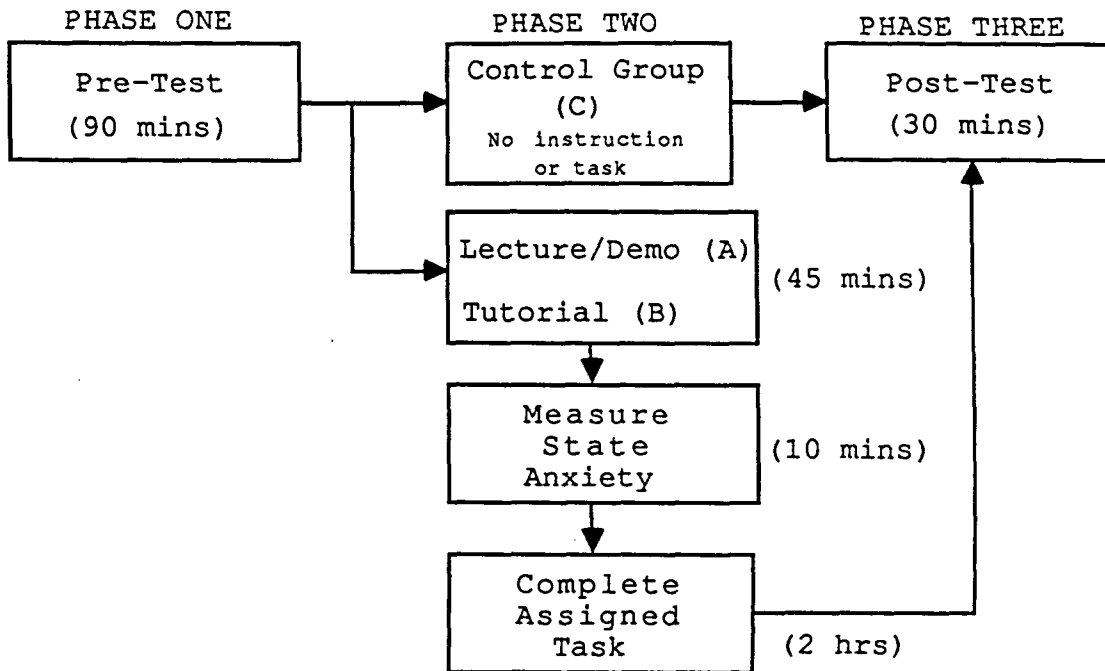 PHASE ONE
PHASE TWO
PHASE THREE
Pre-Test
(90 mins)
Control Group
(C)
No instruction
or task
Post-Test
(30 mins)
Lecture/Demo (A)
Tutorial (B)
(45 mins)
Measure
State
Anxiety
(10 mins)
Complete
Assigned
Task
(2 hrs)